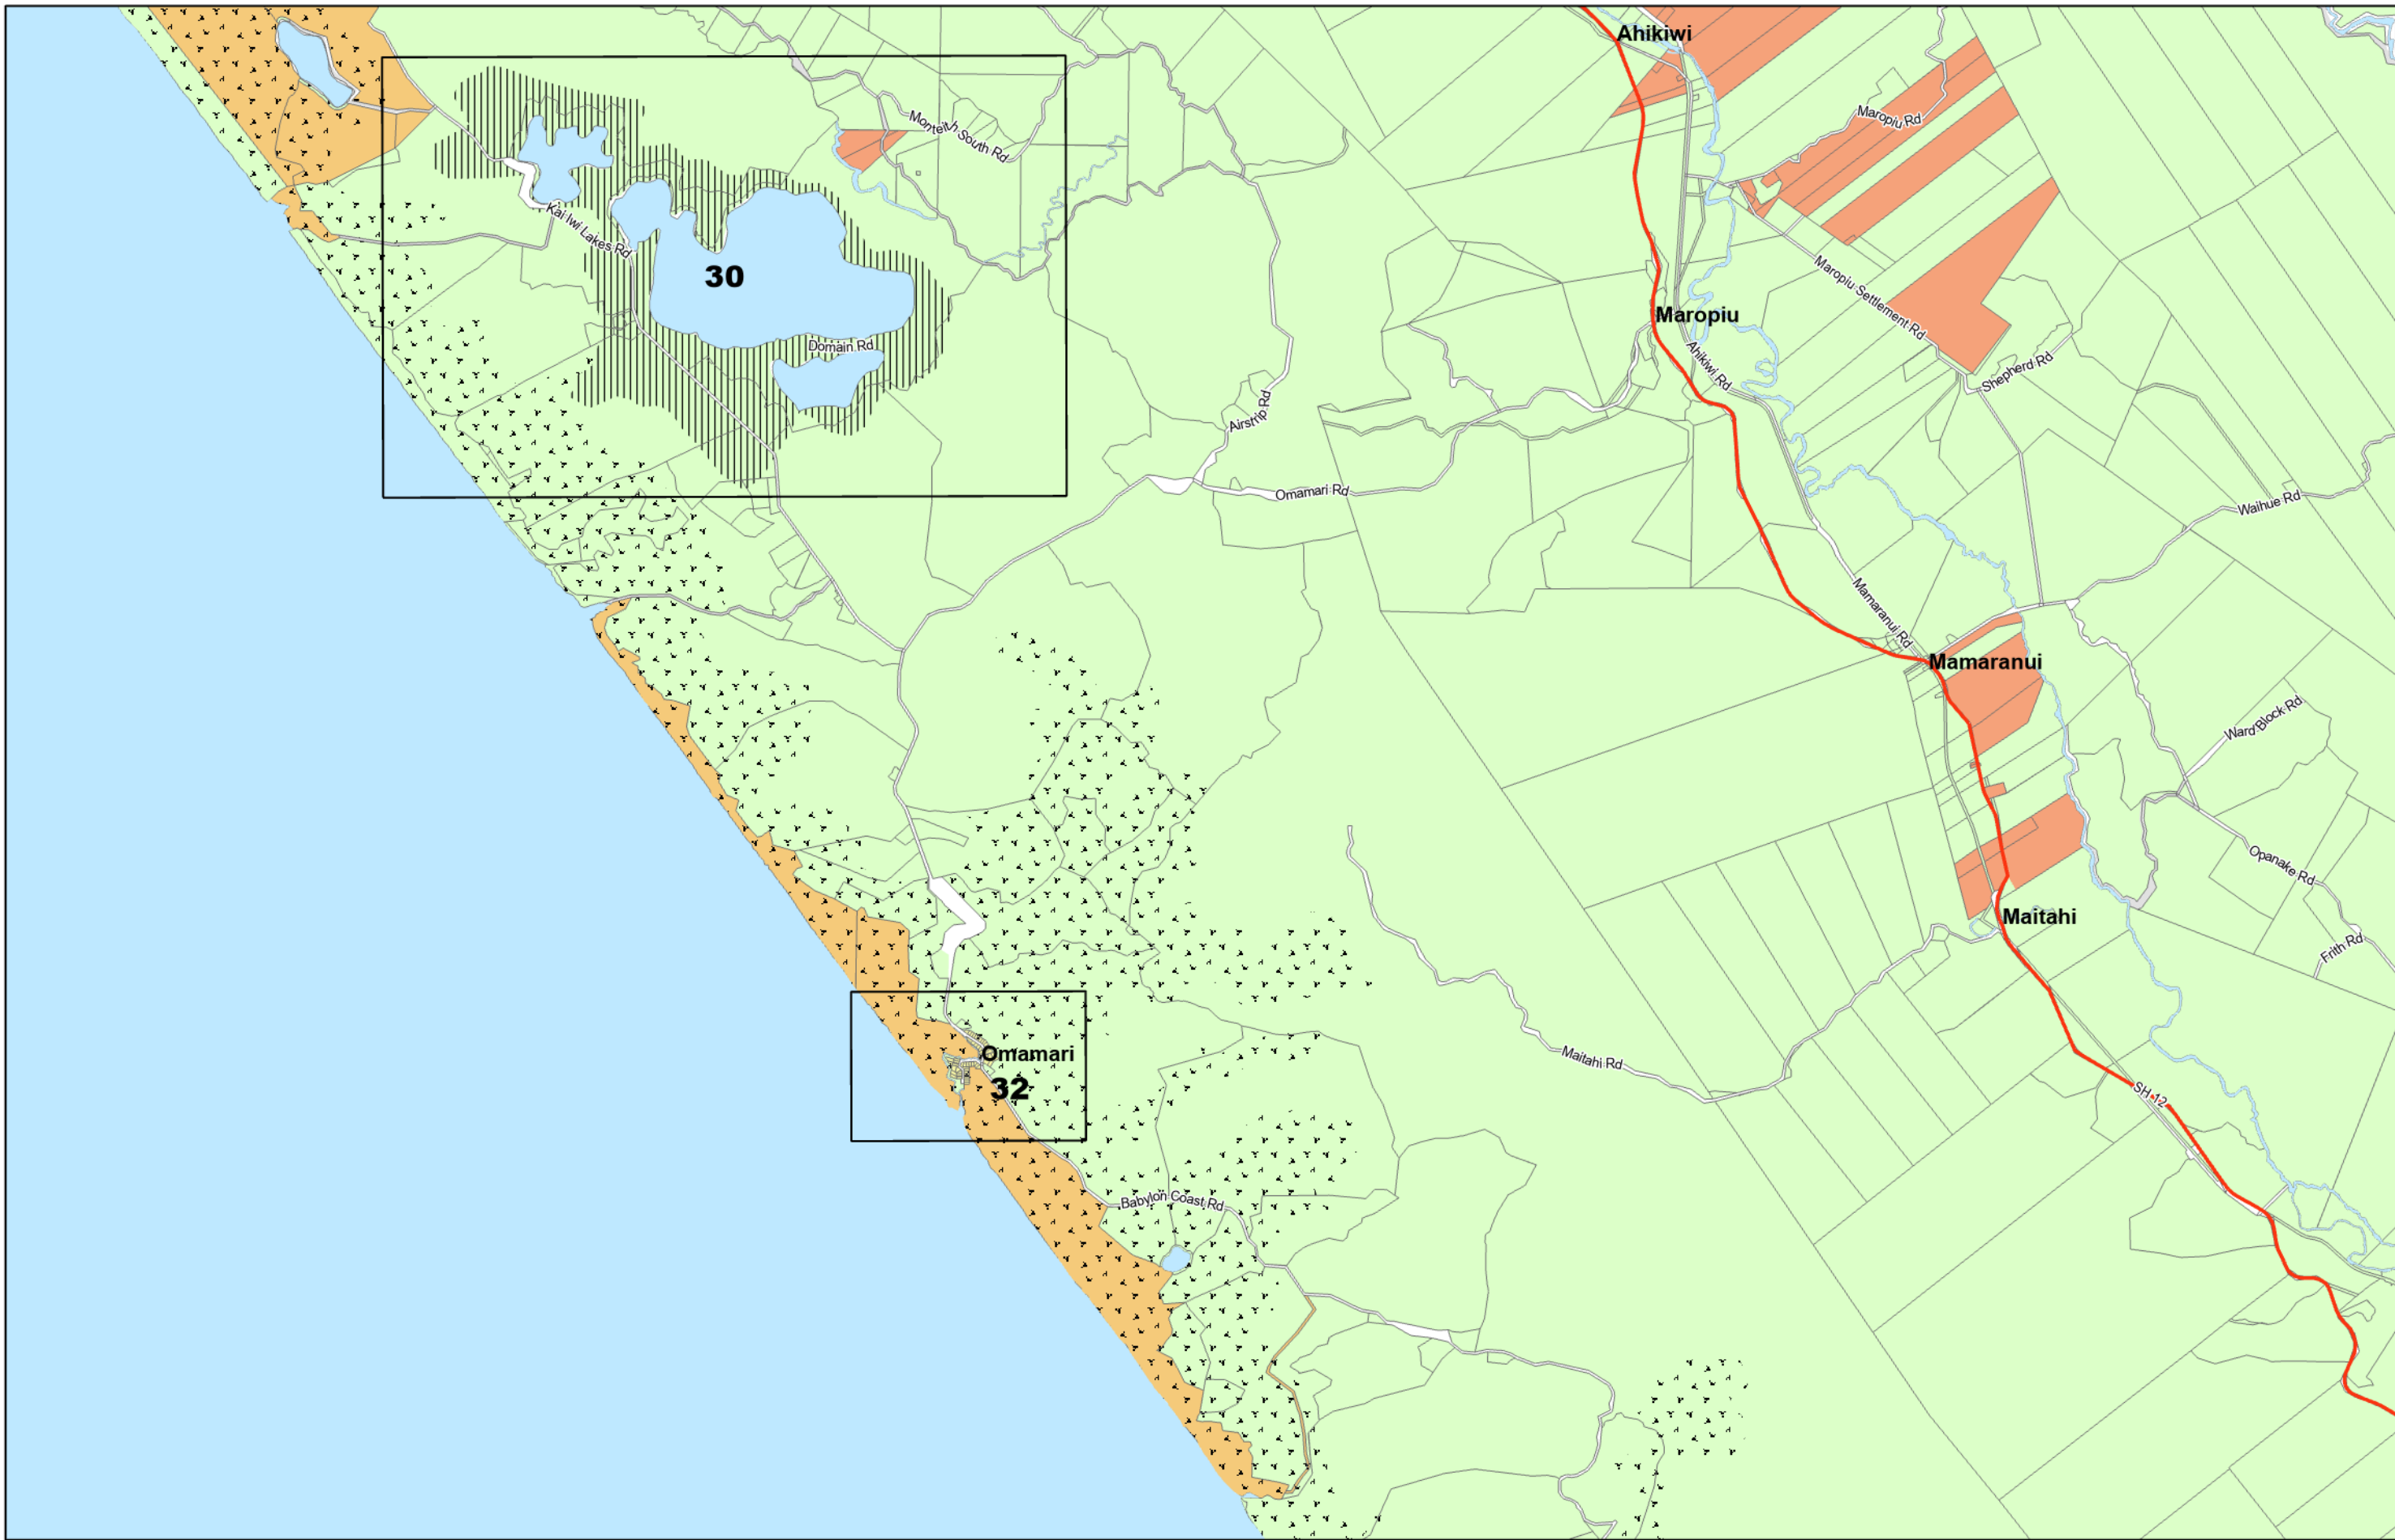 Ahikiwi
Maropiu Rd
Monteith South Rd
Kai Iwi Lakes Rd
30
Maropiu Settlement Rd
Maropiu
Domain Rd
Ahikiwi Rd
Shepherd Rd
Airstrip Rd
Omamari Rd
Waihue Rd
Mamaranui Rd
Mamaranui
Ward Block Rd
Opanake Rd
Maitahi
Frith Rd
Omamari
Maitahi Rd
32
SH 12
Babylon Coast Rd